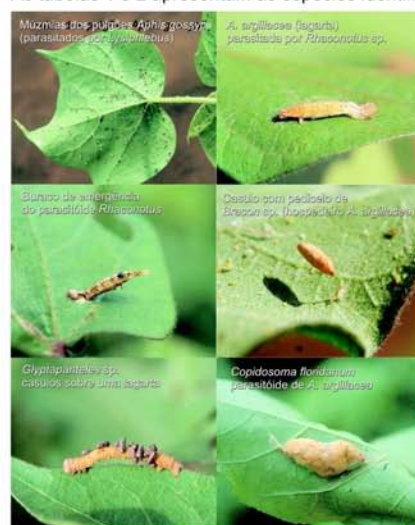 Múmias dos pulgões Aphis gossypii
(parasitados por Lysiphlebus)
A. argillacea (lagarta)
parasitada por Rhaconotus sp.
Buraco de emergência
do parasitóide Rhaconotus
Casulo com pedicelo de
Bracon sp. (hospedeiro A. argillacea)
Glyptapanteles sp.
casulos sobre uma lagarta
Copidosoma floridanum
parasitóide de A. argillacea